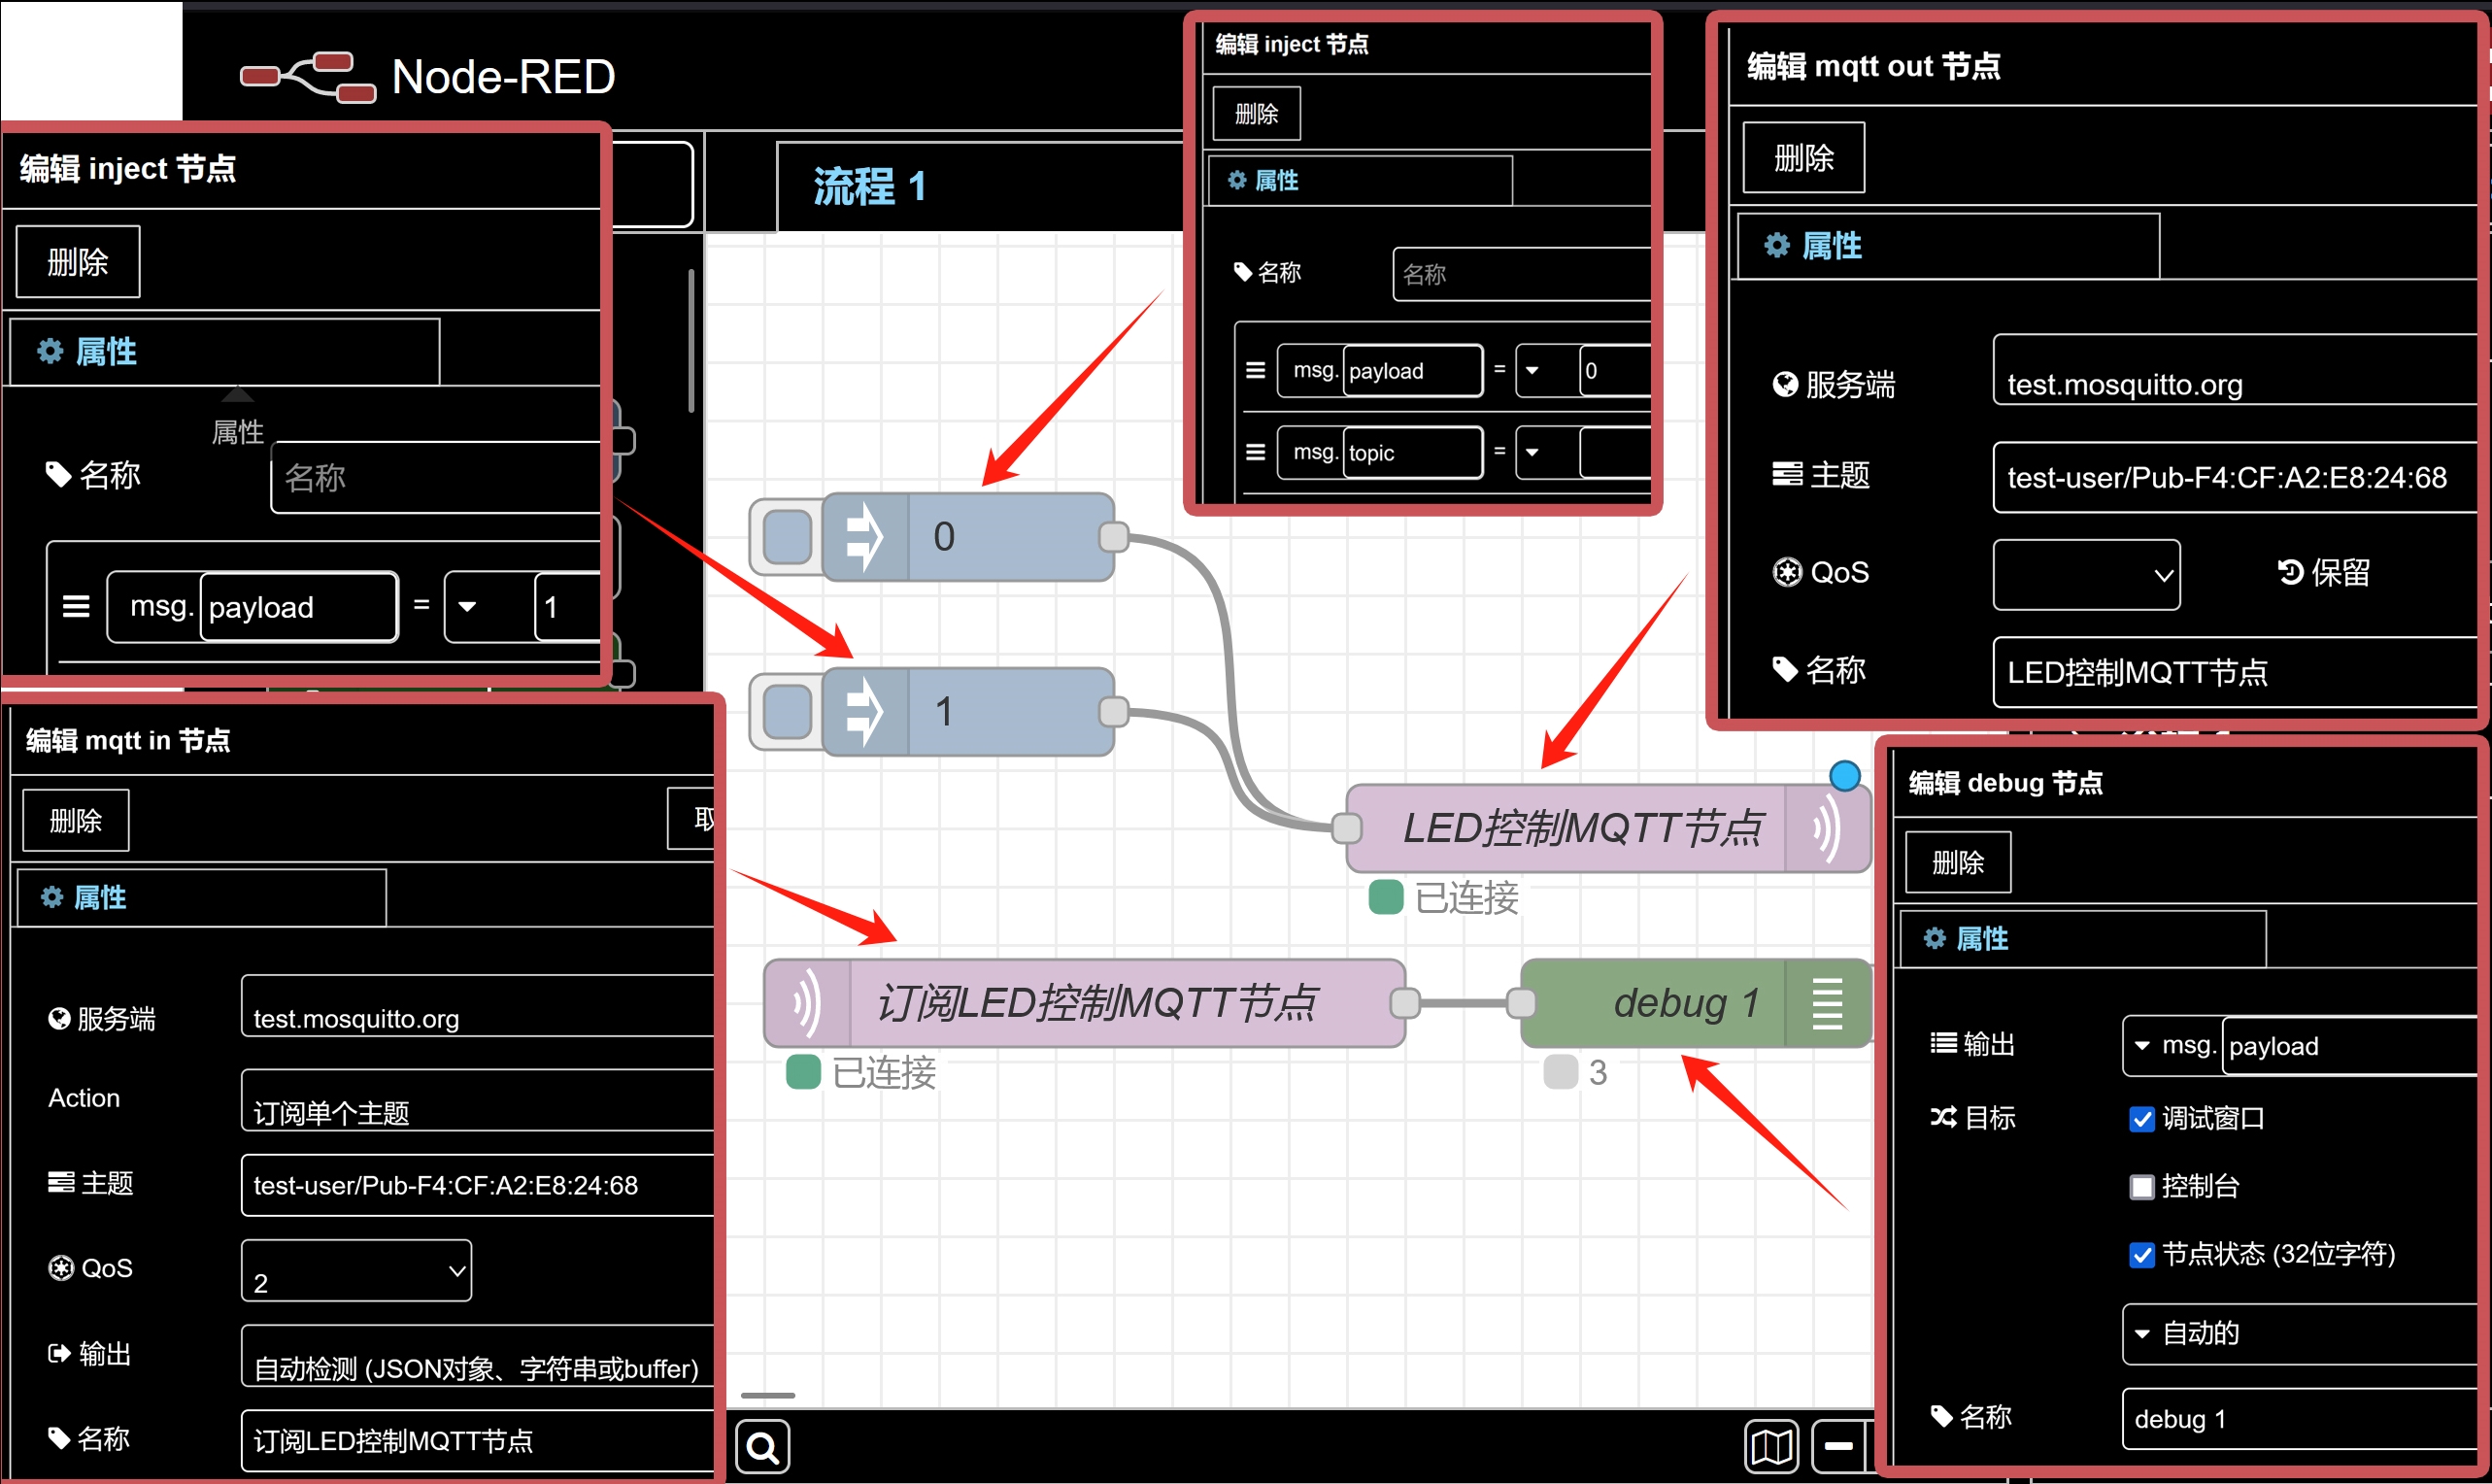 Node-RED
编辑 inject 节点
删除
属性
属性
名称
名称
msg. payload = 1
流程 1
编辑 inject 节点
删除
属性
名称
名称
msg. payload = 0
msg. topic =
编辑 mqtt out 节点
删除
属性
服务端
test.mosquitto.org
主题
test-user/Pub-F4:CF:A2:E8:24:68
QoS
保留
名称
LED控制MQTT节点
0
1
LED控制MQTT节点
已连接
订阅LED控制MQTT节点
已连接
debug 1
3
编辑 mqtt in 节点
删除
取
属性
服务端
test.mosquitto.org
Action
订阅单个主题
主题
test-user/Pub-F4:CF:A2:E8:24:68
QoS
2
输出
自动检测 (JSON对象、字符串或buffer)
名称
订阅LED控制MQTT节点
编辑 debug 节点
删除
属性
输出
msg. payload
目标
调试窗口
控制台
节点状态 (32位字符)
自动的
名称
debug 1